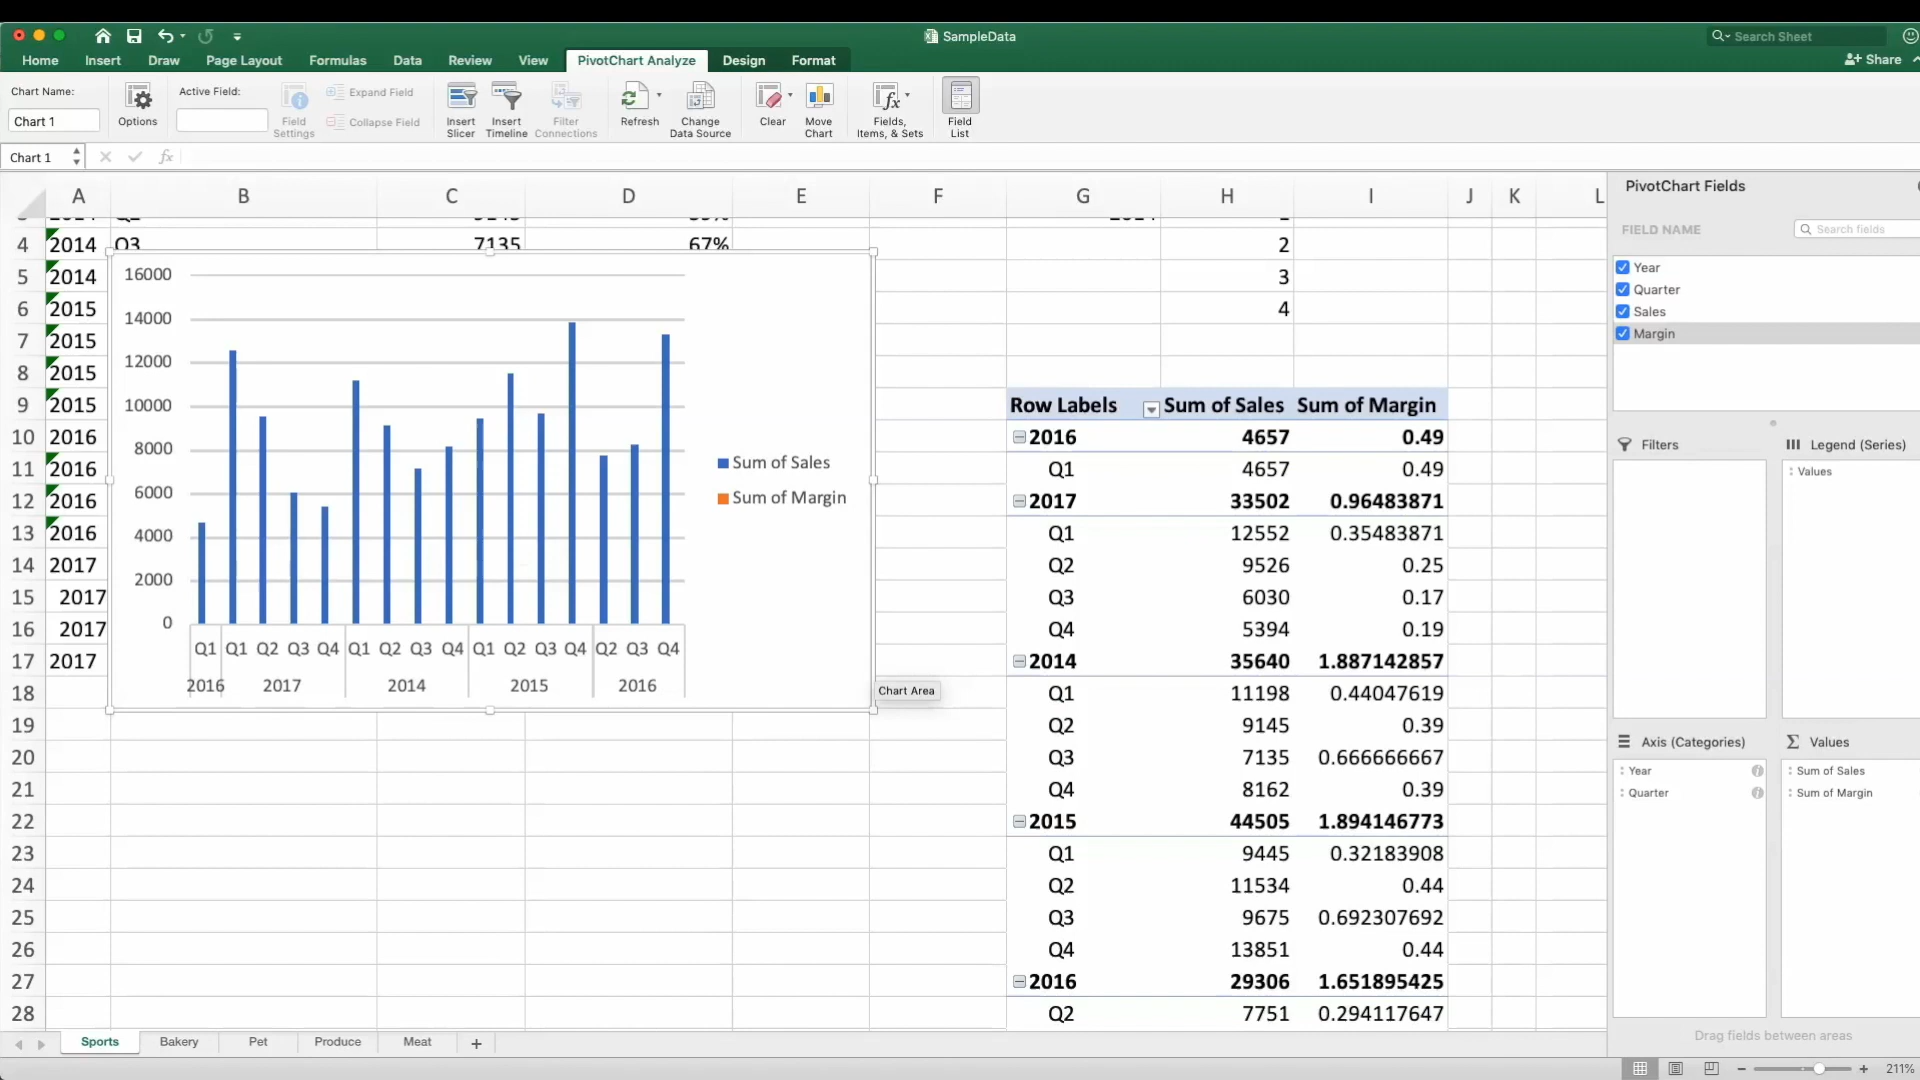 SampleData
Search Sheet
Home Insert Draw Page Layout Formulas Data Review View PivotChart Analyze Design Format
Share
Chart Name:
Chart 1
Options
Active Field:
Field Settings
Expand Field
Collapse Field
Insert Slicer
Insert Timeline
Filter Connections
Refresh
Change Data Source
Clear
Move Chart
Fields, Items, & Sets
Field List
Chart 1 fx
A B C D E F G H I J K L
4 2014 Q3 7135 67% 2
5 2014 3
6 2015 4
7 2015
8 2015
9 2015 Row Labels Sum of Sales Sum of Margin
10 2016 2016 4657 0.49
11 2016 Q1 4657 0.49
12 2016 2017 33502 0.96483871
13 2016 Q1 12552 0.35483871
14 2017 Q2 9526 0.25
15 2017 Q3 6030 0.17
16 2017 Q4 5394 0.19
17 2017 2014 35640 1.887142857
18 Q1 11198 0.44047619
19 Q2 9145 0.39
20 Q3 7135 0.666666667
21 Q4 8162 0.39
22 2015 44505 1.894146773
23 Q1 9445 0.32183908
24 Q2 11534 0.44
25 Q3 9675 0.692307692
26 Q4 13851 0.44
27 2016 29306 1.651895425
28 Q2 7751 0.294117647
16000
14000
12000
10000
8000
6000
4000
2000
0
Q1 Q1 Q2 Q3 Q4 Q1 Q2 Q3 Q4 Q1 Q2 Q3 Q4 Q2 Q3 Q4
2016 2017 2014 2015 2016
Sum of Sales
Sum of Margin
Chart Area
PivotChart Fields
FIELD NAME
Search fields
Year
Quarter
Sales
Margin
Filters
Legend (Series)
Values
Axis (Categories)
Year
Quarter
Values
Sum of Sales
Sum of Margin
Drag fields between areas
Sports Bakery Pet Produce Meat +
211%